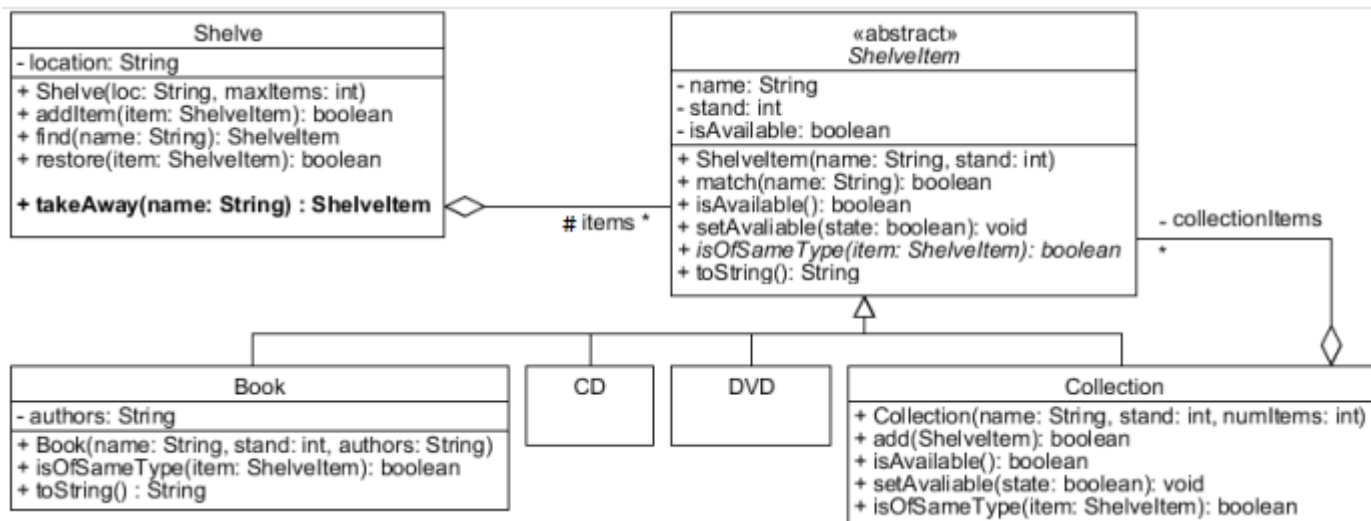 Shelve
- location: String
+ Shelve(loc: String, maxItems: int)
+ addItem(item: ShelveItem): boolean
+ find(name: String): ShelveItem
+ restore(item: ShelveItem): boolean
+ takeAway(name: String) : ShelveItem
# items *
«abstract»
ShelveItem
- name: String
- stand: int
- isAvailable: boolean
+ ShelveItem(name: String, stand: int)
+ match(name: String): boolean
+ isAvailable(): boolean
+ setAvaliable(state: boolean): void
+ isOfSameType(item: ShelveItem): boolean
+ toString(): String
- collectionItems
*
Book
- authors: String
+ Book(name: String, stand: int, authors: String)
+ isOfSameType(item: ShelveItem): boolean
+ toString() : String
CD
DVD
Collection
+ Collection(name: String, stand: int, numItems: int)
+ add(ShelveItem): boolean
+ isAvailable(): boolean
+ setAvaliable(state: boolean): void
+ isOfSameType(item: ShelveItem): boolean